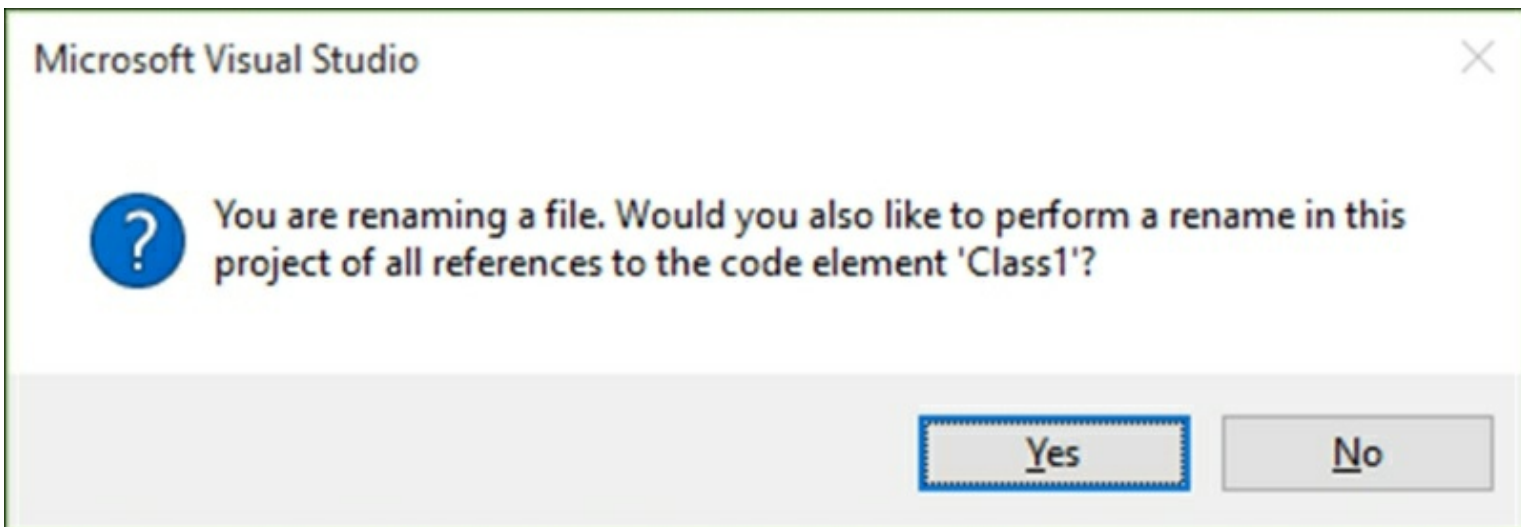 Microsoft Visual Studio
You are renaming a file. Would you also like to perform a rename in this
project of all references to the code element 'Class1'?
Yes
No